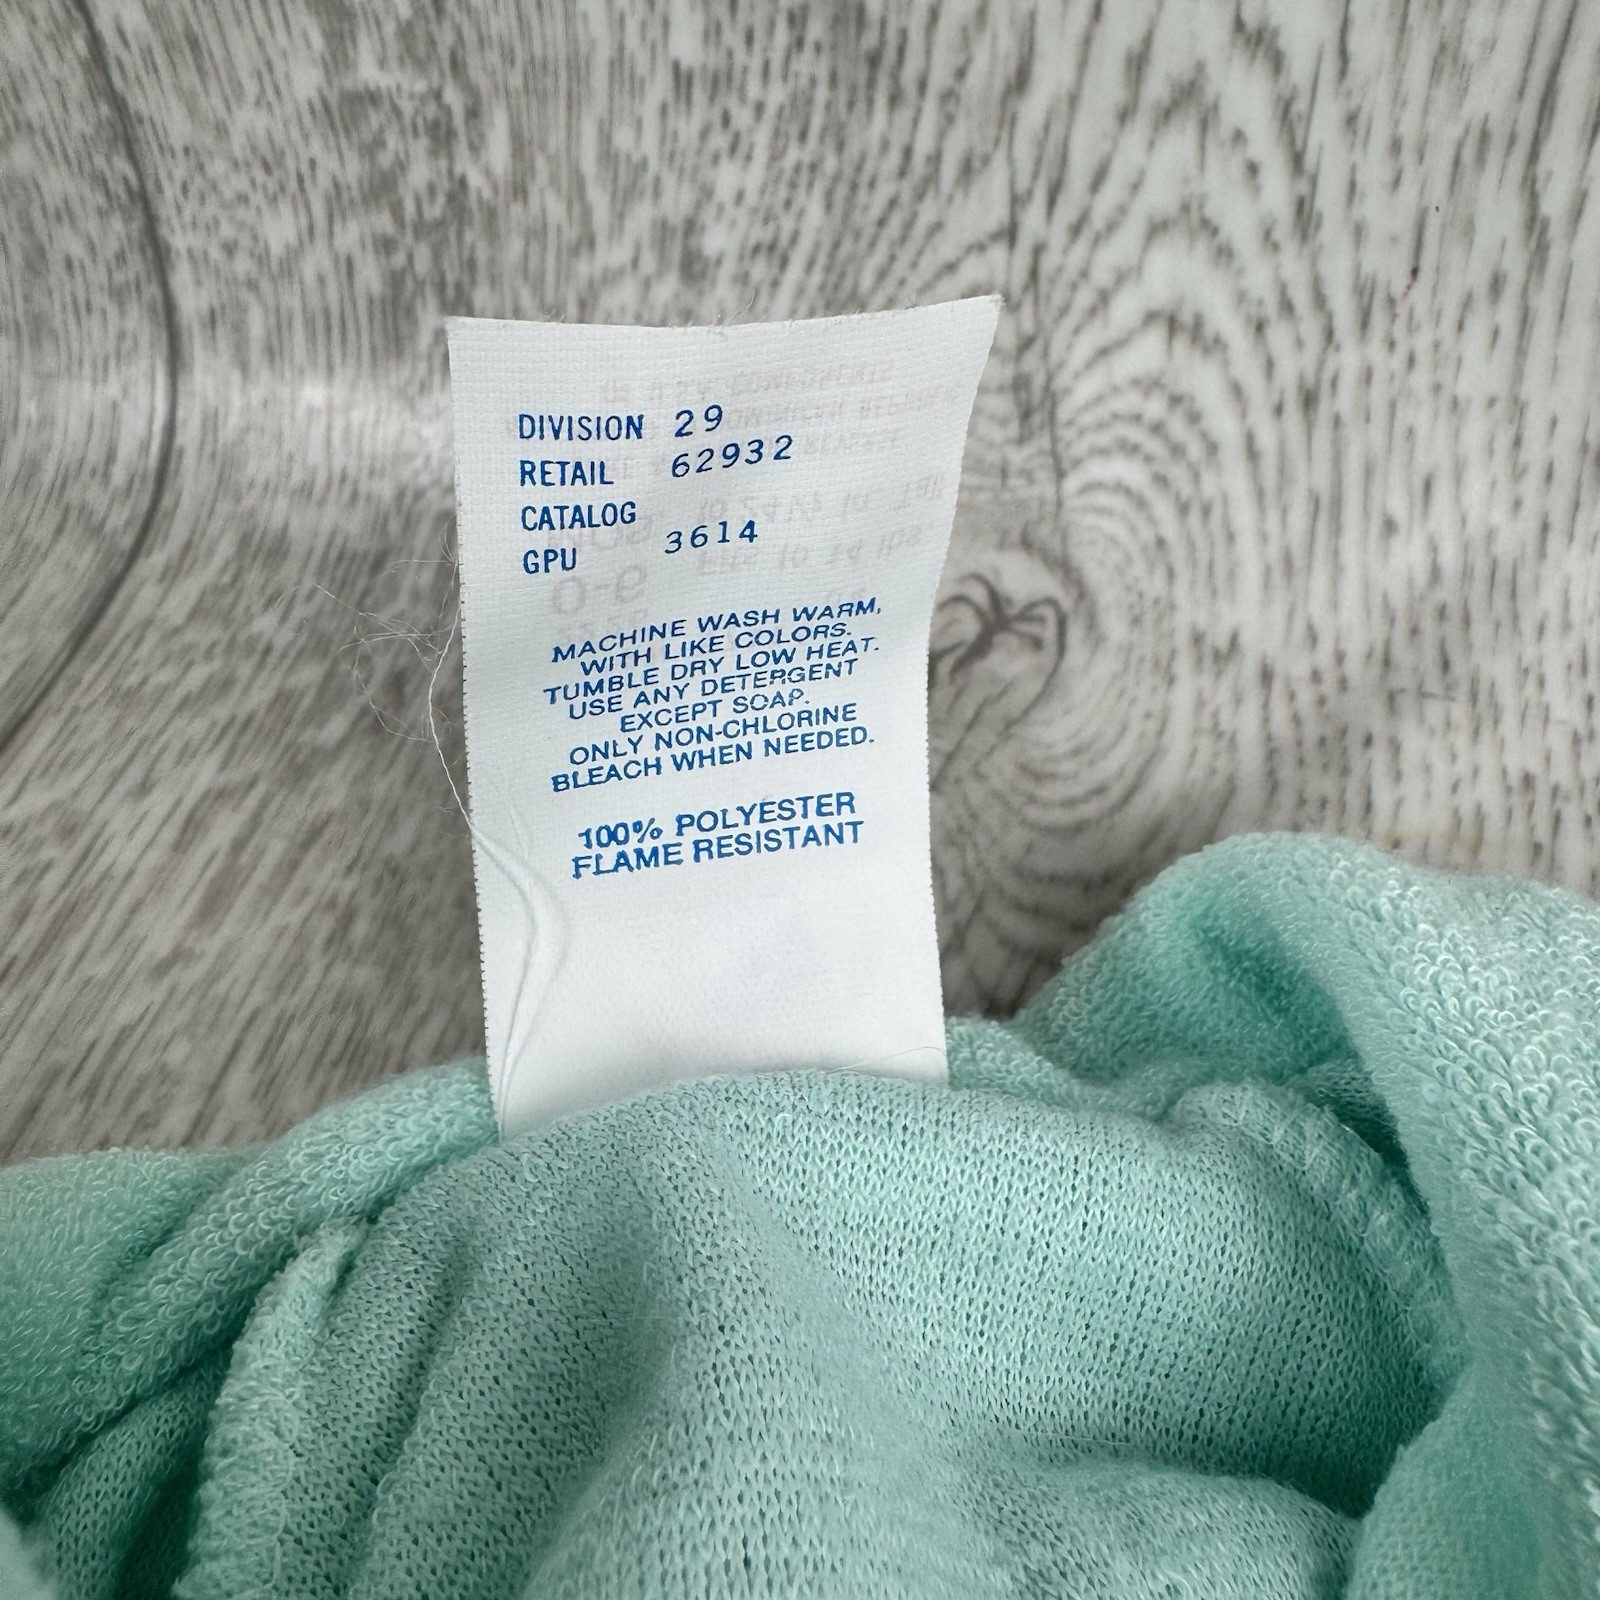 DIVISION 29
RETAIL 62932
CATALOG
GPU 3614
MACHINE WASH WARM,
WITH LIKE COLORS.
TUMBLE DRY LOW HEAT.
USE ANY DETERGENT
EXCEPT SOAP.
ONLY NON-CHLORINE
BLEACH WHEN NEEDED.
100% POLYESTER
FLAME RESISTANT